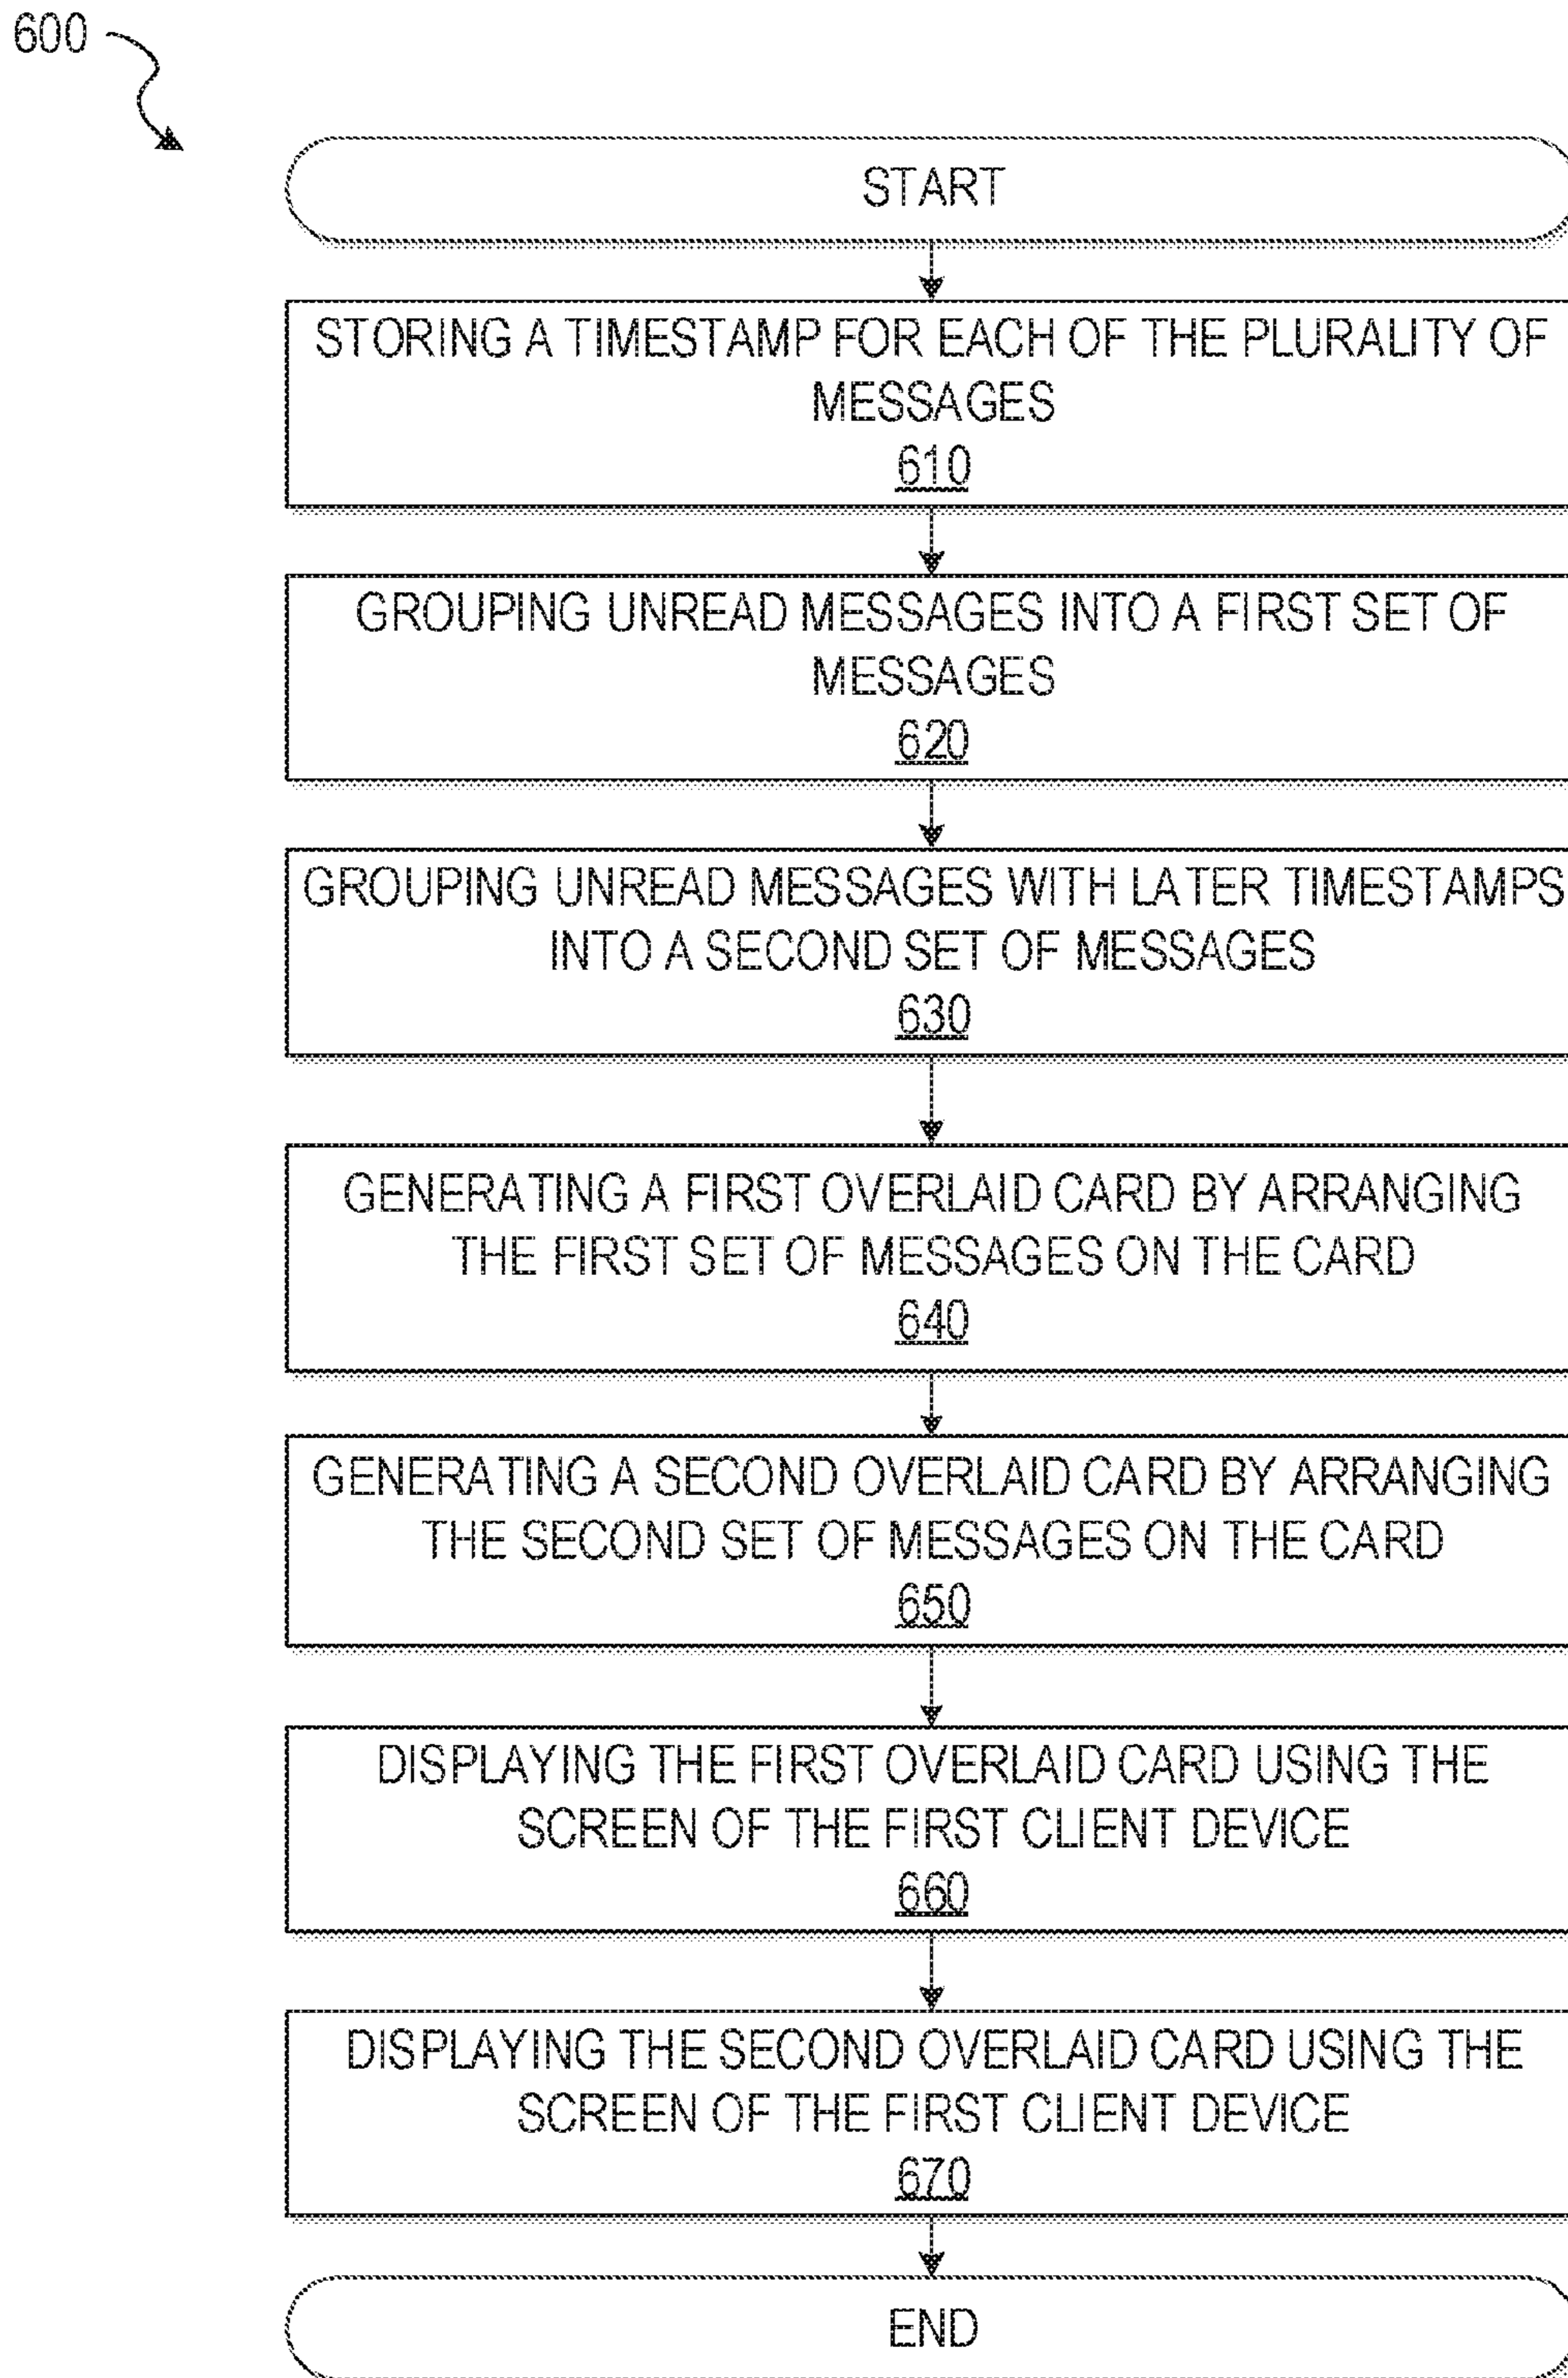 600
START
STORING A TIMESTAMP FOR EACH OF THE PLURALITY OF
MESSAGES
610
GROUPING UNREAD MESSAGES INTO A FIRST SET OF
MESSAGES
620
GROUPING UNREAD MESSAGES WITH LATER TIMESTAMPS
INTO A SECOND SET OF MESSAGES
630
GENERATING A FIRST OVERLAID CARD BY ARRANGING
THE FIRST SET OF MESSAGES ON THE CARD
640
GENERATING A SECOND OVERLAID CARD BY ARRANGING
THE SECOND SET OF MESSAGES ON THE CARD
650
DISPLAYING THE FIRST OVERLAID CARD USING THE
SCREEN OF THE FIRST CLIENT DEVICE
660
DISPLAYING THE SECOND OVERLAID CARD USING THE
SCREEN OF THE FIRST CLIENT DEVICE
670
END